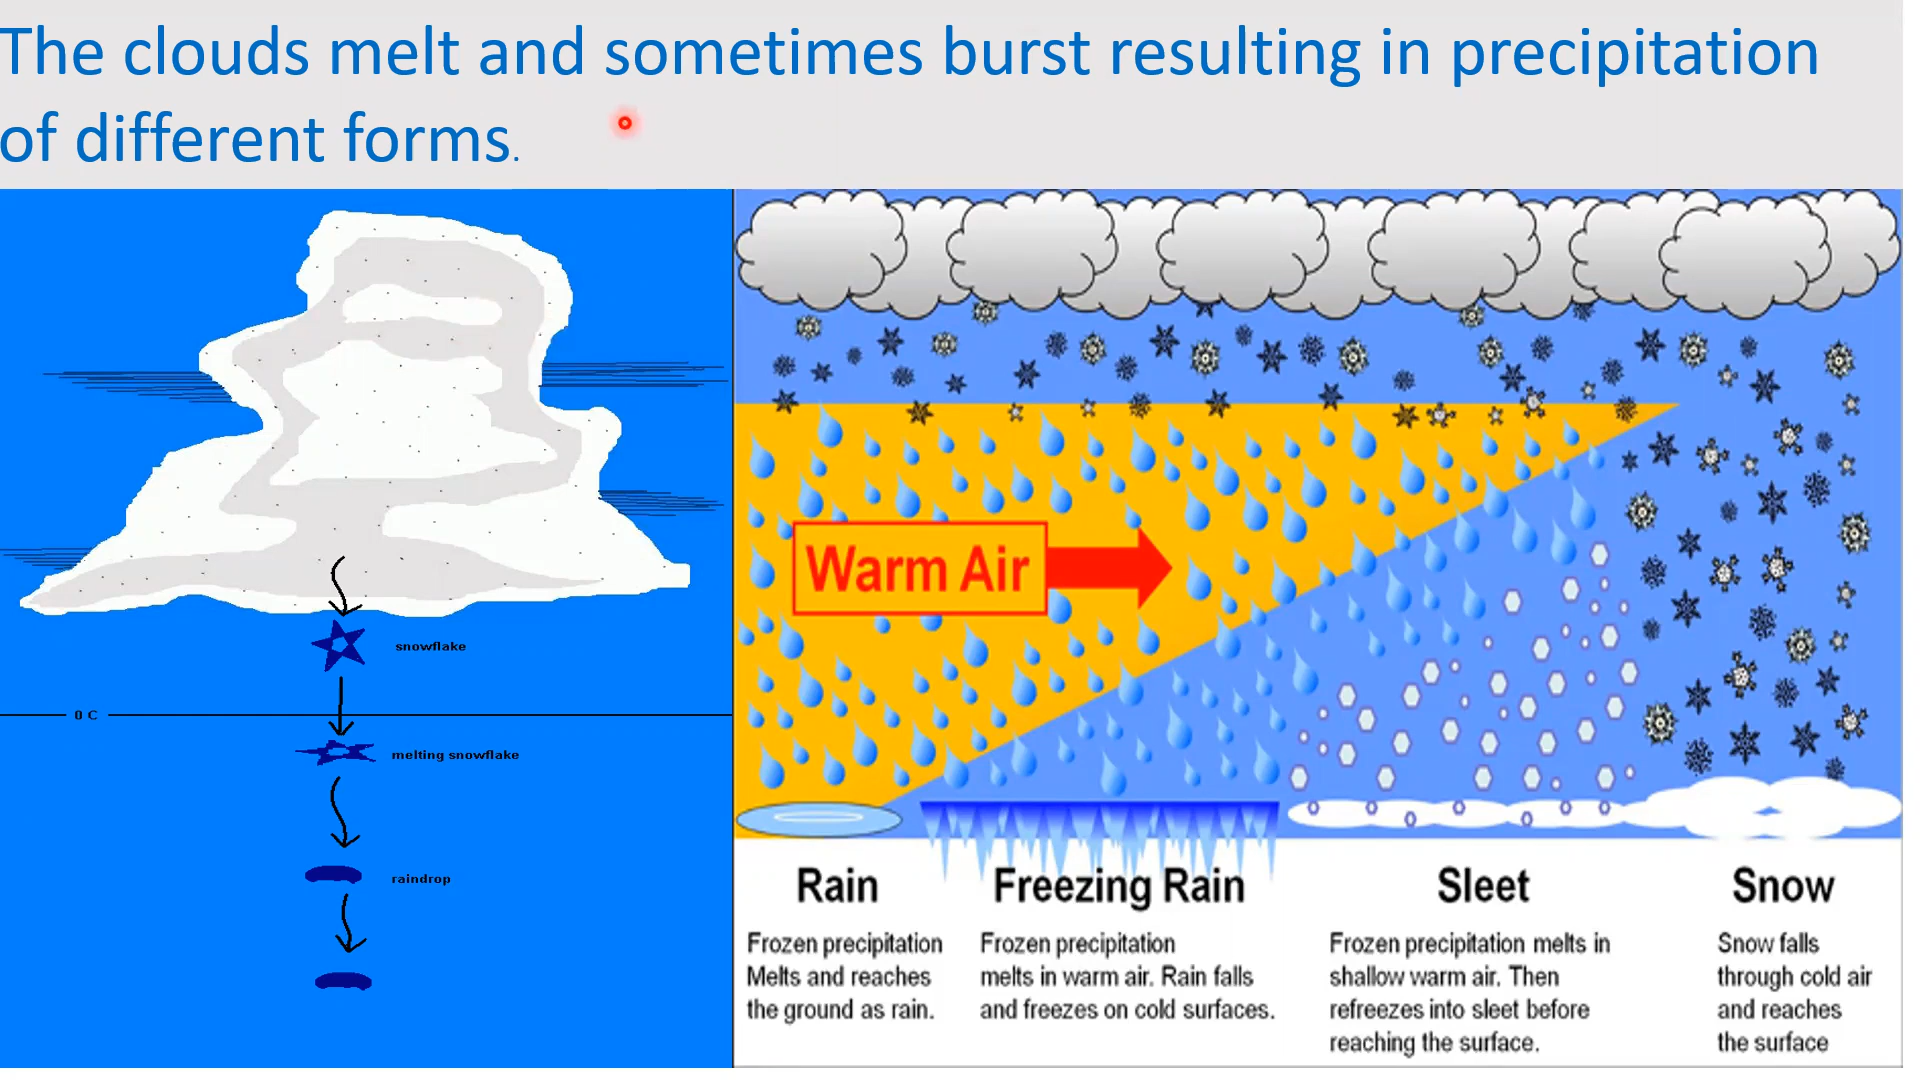 The clouds melt and sometimes burst resulting in precipitation
of different forms.
snowflake
0 C
melting snowflake
raindrop
Warm Air
Rain
Frozen precipitation
Melts and reaches
the ground as rain.
Freezing Rain
Frozen precipitation
melts in warm air. Rain falls
and freezes on cold surfaces.
Sleet
Frozen precipitation melts in
shallow warm air. Then
refreezes into sleet before
reaching the surface.
Snow
Snow falls
through cold air
and reaches
the surface